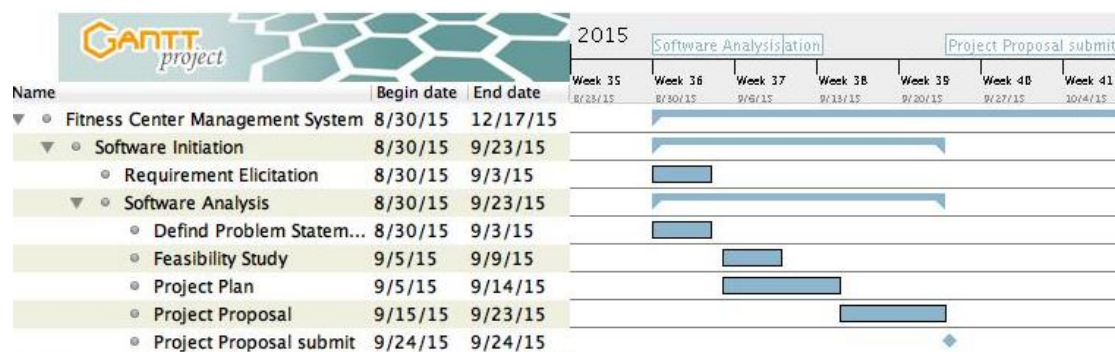 GANTT
project
2015
Software Analysis ation
Project Proposal submit
Week 35
Week 36
Week 37
Week 38
Week 39
Week 40
Week 41
8/23/15
8/30/15
9/6/15
9/13/15
9/20/15
9/27/15
10/4/15
Name Begin date End date
Fitness Center Management System 8/30/15 12/17/15
Software Initiation 8/30/15 9/23/15
Requirement Elicitation 8/30/15 9/3/15
Software Analysis 8/30/15 9/23/15
Defind Problem Statem... 8/30/15 9/3/15
Feasibility Study 9/5/15 9/9/15
Project Plan 9/5/15 9/14/15
Project Proposal 9/15/15 9/23/15
Project Proposal submit 9/24/15 9/24/15